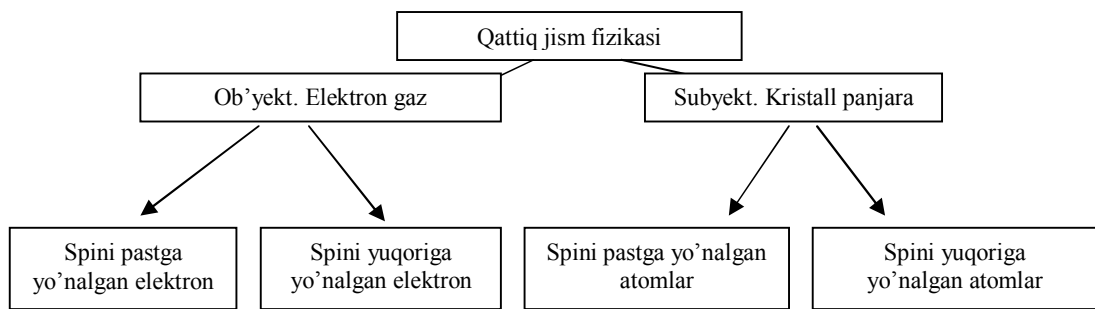 Qattiq jism fizikasi
Ob’yekt. Elektron gaz
Subyekt. Kristall panjara
Spini pastga
yo’nalgan elektron
Spini yuqoriga
yo’nalgan elektron
Spini pastga yo’nalgan
atomlar
Spini yuqoriga
yo’nalgan atomlar